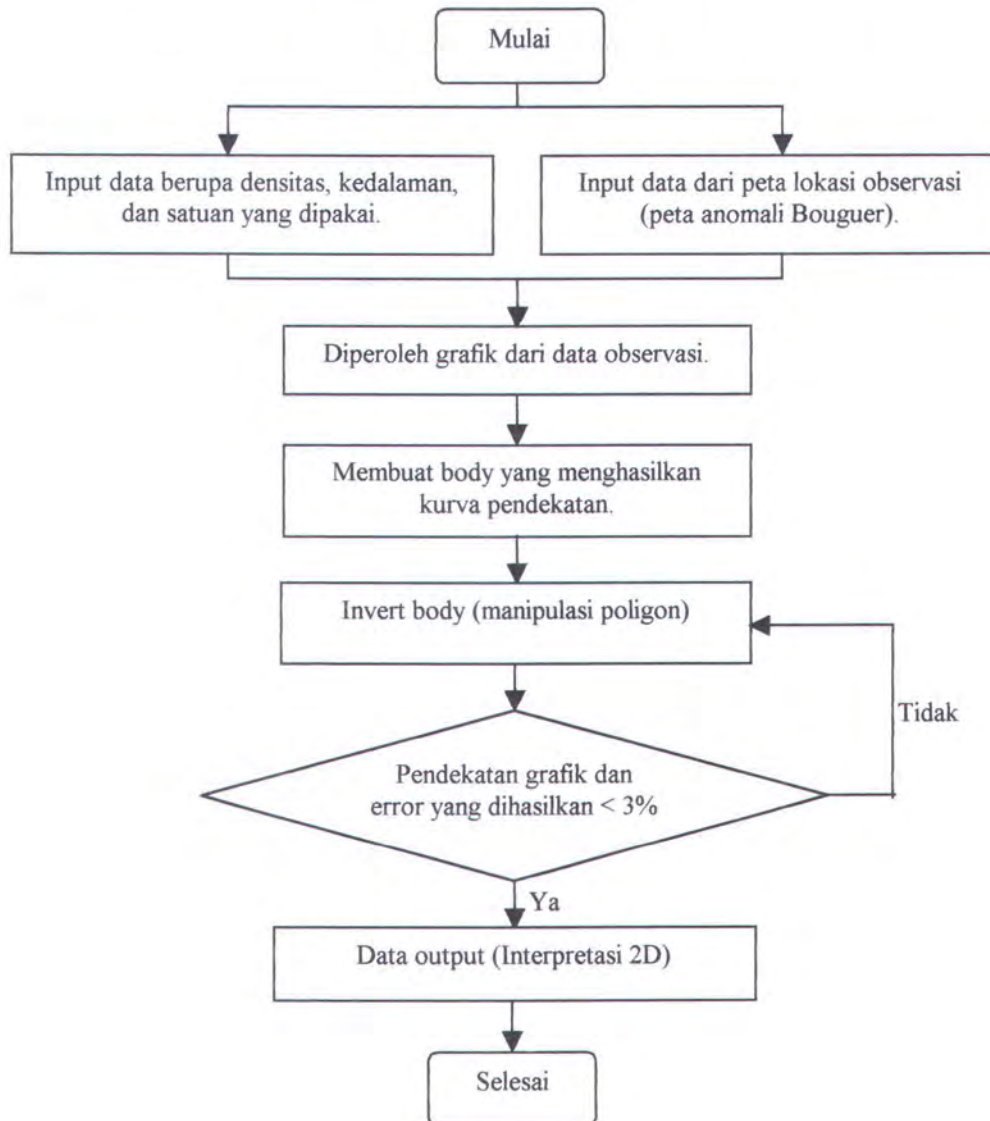 Mulai
Input data berupa densitas, kedalaman,
dan satuan yang dipakai.
Input data dari peta lokasi observasi
(peta anomali Bouguer).
Diperoleh grafik dari data observasi.
Membuat body yang menghasilkan
kurva pendekatan.
Invert body (manipulasi poligon)
Tidak
Pendekatan grafik dan
error yang dihasilkan < 3%
Ya
Data output (Interpretasi 2D)
Selesai